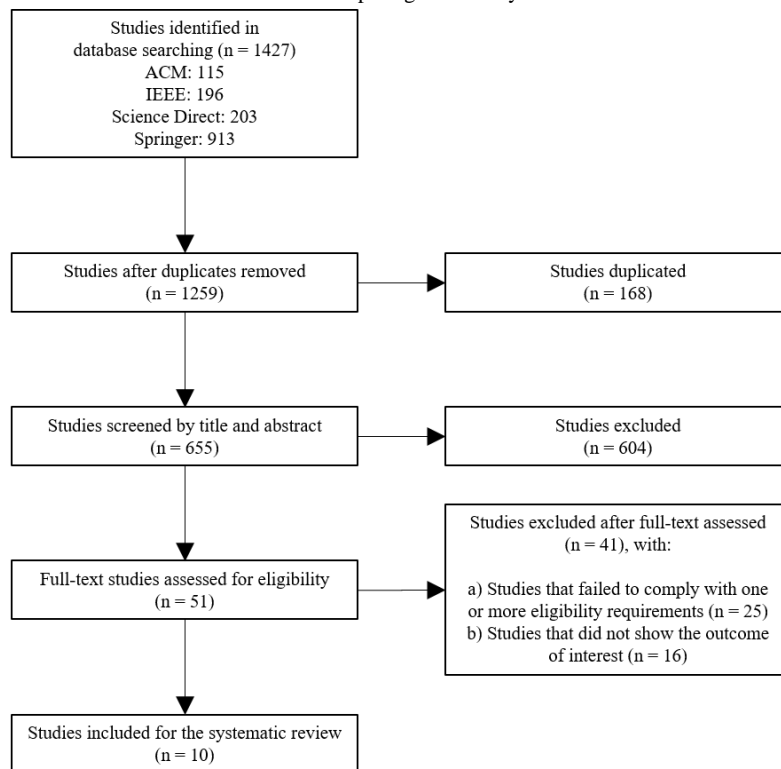 Studies identified in
database searching (n = 1427)
ACM: 115
IEEE: 196
Science Direct: 203
Springer: 913
Studies after duplicates removed
(n = 1259)
Studies duplicated
(n = 168)
Studies screened by title and abstract
(n = 655)
Studies excluded
(n = 604)
Full-text studies assessed for eligibility
(n = 51)
Studies excluded after full-text assessed
(n = 41), with:
a) Studies that failed to comply with one
or more eligibility requirements (n = 25)
b) Studies that did not show the outcome
of interest (n = 16)
Studies included for the systematic review
(n = 10)